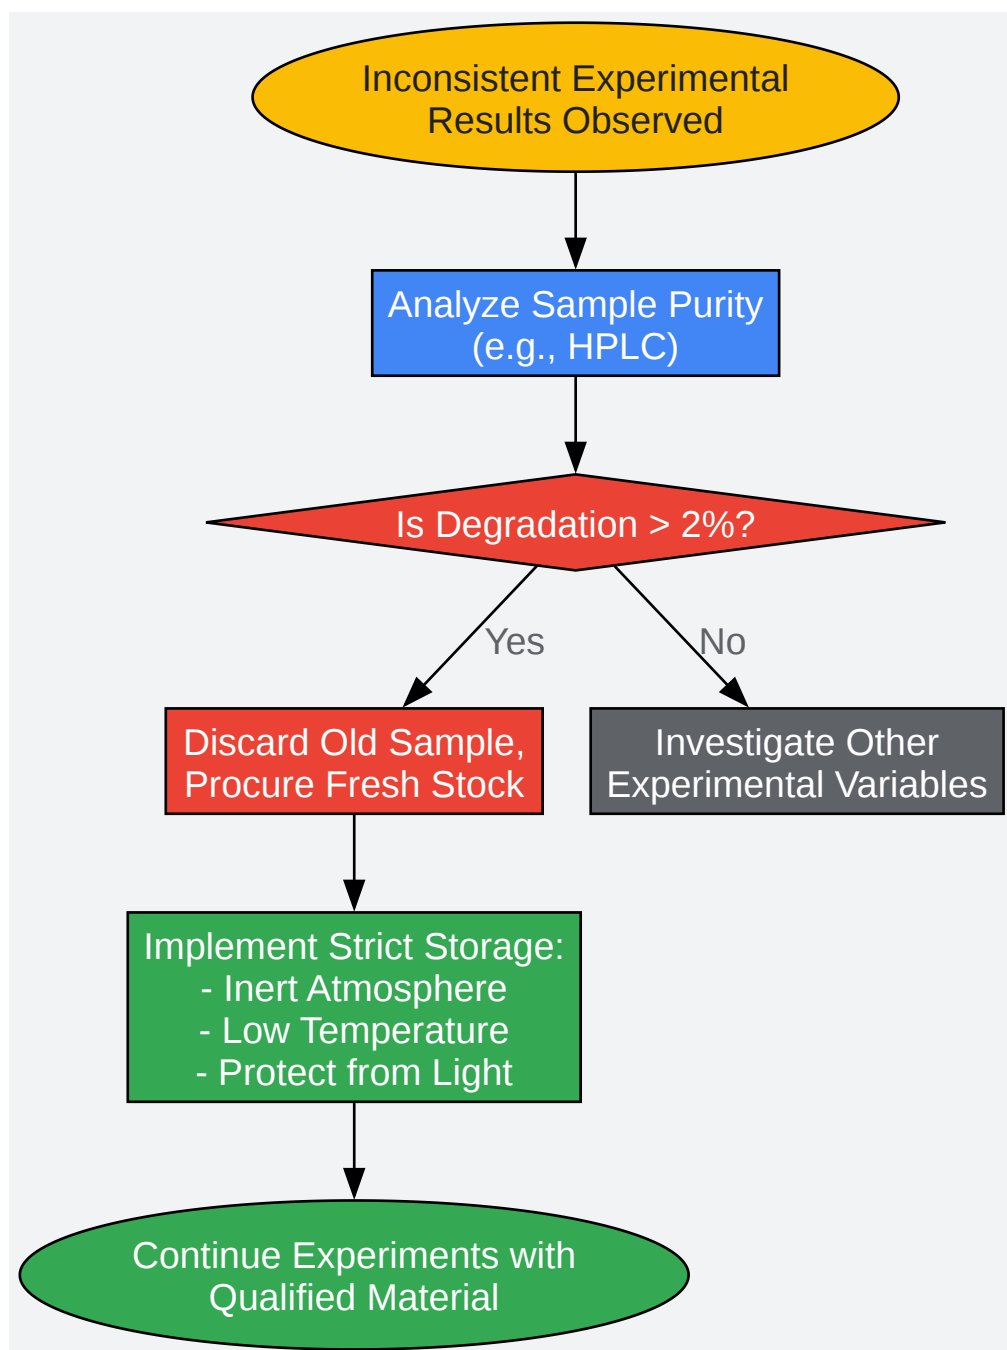 Inconsistent Experimental
Results Observed
Analyze Sample Purity
(e.g., HPLC)
Is Degradation > 2%?
Yes
No
Discard Old Sample,
Procure Fresh Stock
Investigate Other
Experimental Variables
Implement Strict Storage:
- Inert Atmosphere
- Low Temperature
- Protect from Light
Continue Experiments with
Qualified Material